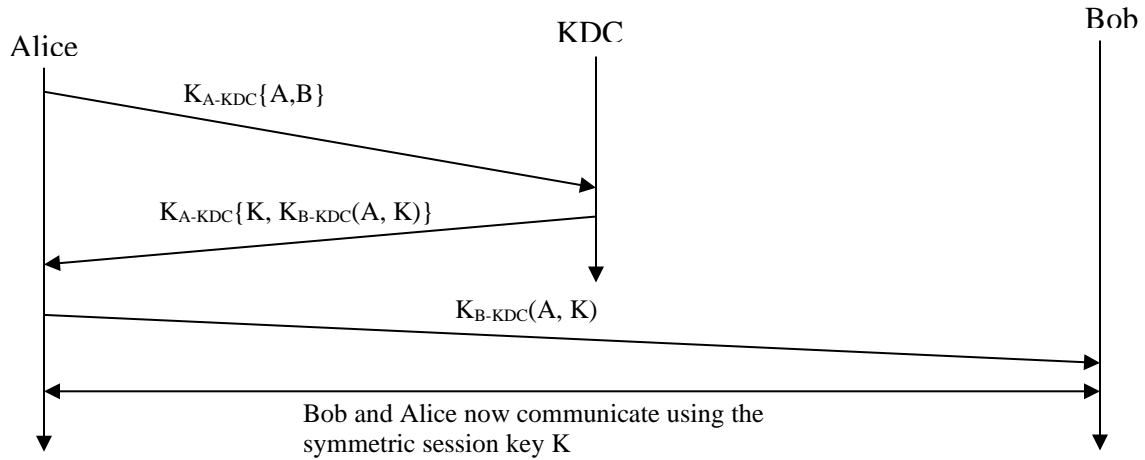 Alice
KDC
Bob
K_A-KDC{A,B}
K_A-KDC{K, K_B-KDC(A, K)}
K_B-KDC(A, K)
Bob and Alice now communicate using the
symmetric session key K